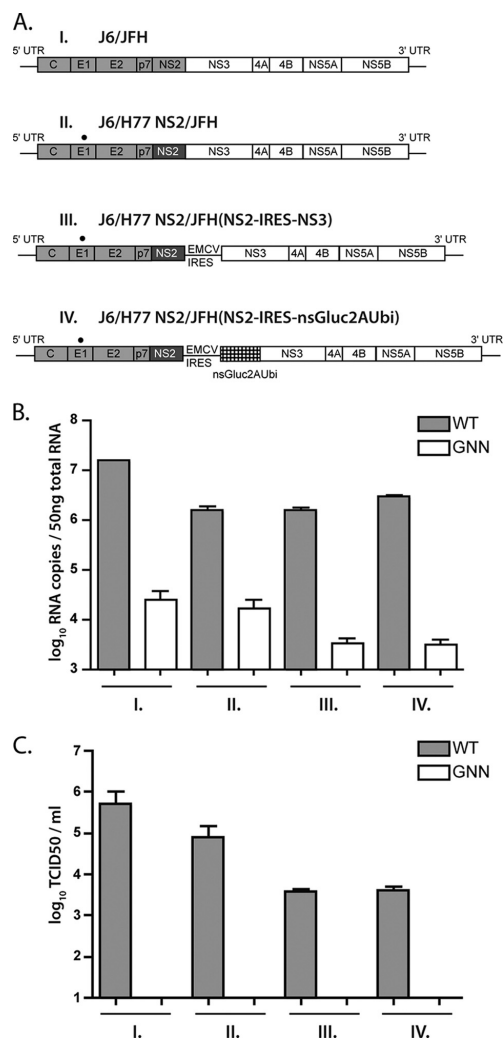 A.
I. J6/JFH
5' UTR 3' UTR
C E1 E2 p7 NS2 NS3 4A 4B NS5A NS5B
II. J6/H77 NS2/JFH
5' UTR 3' UTR
C E1 E2 p7 NS2 NS3 4A 4B NS5A NS5B
III. J6/H77 NS2/JFH(NS2-IRES-NS3)
5' UTR 3' UTR
C E1 E2 p7 NS2 EMCV IRES NS3 4A 4B NS5A NS5B
IV. J6/H77 NS2/JFH(NS2-IRES-nsGluc2AUbi)
5' UTR 3' UTR
C E1 E2 p7 NS2 EMCV IRES NS3 4A 4B NS5A NS5B
nsGluc2AUbi
B.
WT
GNN
log10 RNA copies / 50ng total RNA
7
6
5
4
3
I. II. III. IV.
C.
WT
GNN
log10 TCID50 / ml
7
6
5
4
3
2
1
I. II. III. IV.